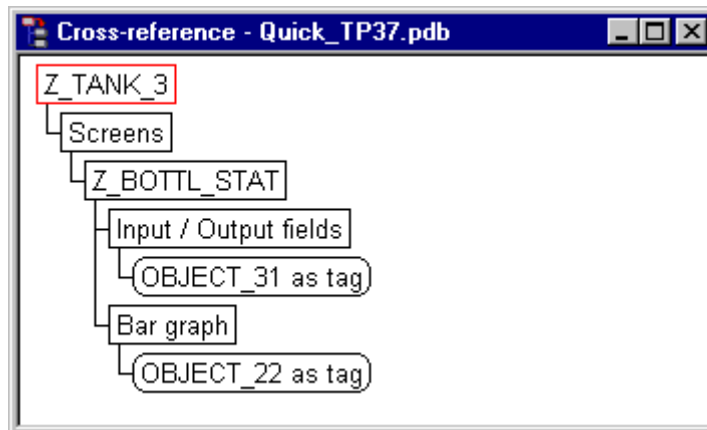 Cross-reference - Quick_TP37.pdb
Z_TANK_3
Screens
Z_BOTTL_STAT
Input / Output fields
OBJECT_31 as tag
Bar graph
OBJECT_22 as tag